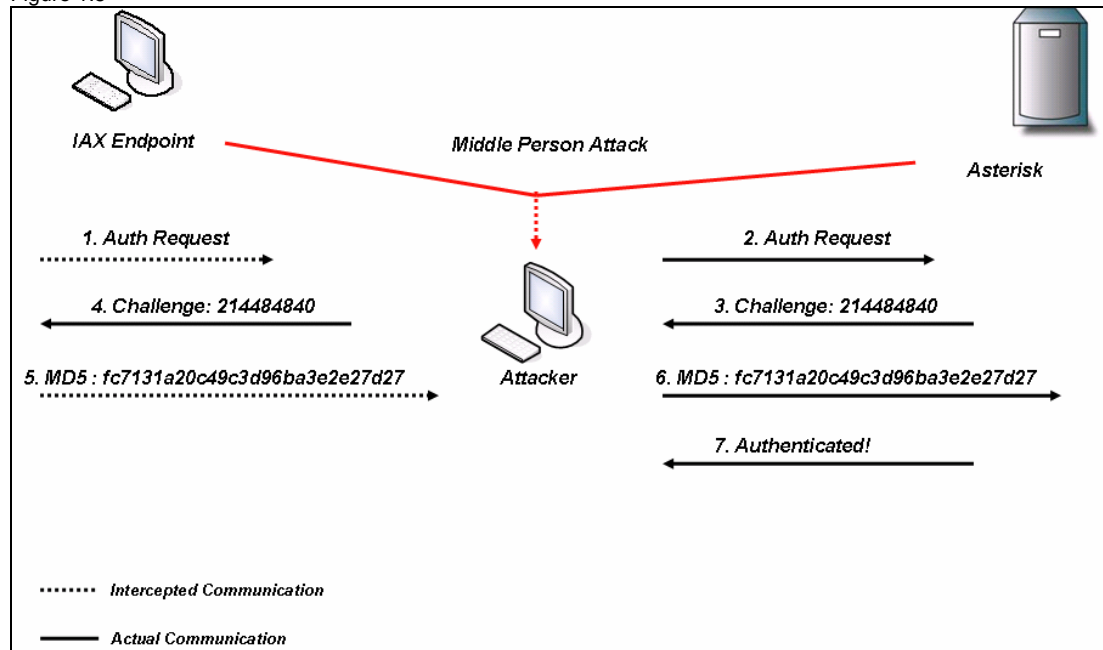 IAX Endpoint
Middle Person Attack
Asterisk
1. Auth Request
2. Auth Request
4. Challenge: 214484840
3. Challenge: 214484840
5. MD5 : fc7131a20c49c3d96ba3e2e27d27
Attacker
6. MD5 : fc7131a20c49c3d96ba3e2e27d27
7. Authenticated!
Intercepted Communication
Actual Communication